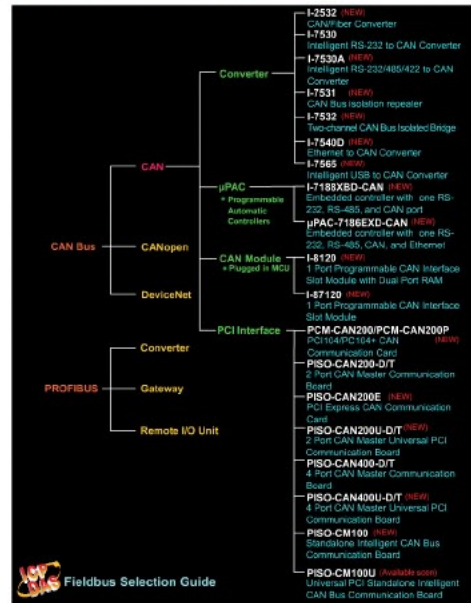 I-2532 (NEW)
CAN/Fiber Converter
I-7530
Intelligent RS-232 to CAN Converter
I-7530A (NEW)
Intelligent RS-232/485/422 to CAN
Converter
I-7531 (NEW)
CAN Bus Isolation repeater
I-7532 (NEW)
Two-channel CAN Bus Isolated Bridge
I-7540D (NEW)
Ethernet to CAN Converter
I-7565 (NEW)
Intelligent USB to CAN Converter
Converter
CAN
µPAC
* Programmable
Automatic
Controllers
I-7188XBD-CAN (NEW)
Embedded controller with one RS-
232, RS-485, and CAN port
µPAC-7186EXD-CAN (NEW)
Embedded controller with one RS-
232, RS-485, CAN, and Ethernet
CAN Bus
CANopen
CAN Module
* Plugged in MCU
I-8120 (NEW)
1 Port Programmable CAN Interface
Slot Module with Dual Port RAM
I-87120 (NEW)
1 Port Programmable CAN Interface
Slot Module
DeviceNet
PCI Interface
PCM-CAN200/PCM-CAN200P
PCI104/PC104+ CAN (NEW)
Communication Card
PISO-CAN200-D/T
2 Port CAN Master Communication
Board
PISO-CAN200E (NEW)
PCI Express CAN Communication
Card
PISO-CAN200U-D/T (NEW)
2 Port CAN Master Universal PCI
Communication Board
PISO-CAN400-D/T
4 Port CAN Master Communication
Board
PISO-CAN400U-D/T (NEW)
4 Port CAN Master Universal PCI
Communication Board
PISO-CM100 (NEW)
Standalone Intelligent CAN Bus
Communication Board
PISO-CM100U (Available soon)
Universal PCI Standalone Intelligent
CAN Bus Communication Board
PROFIBUS
Converter
Gateway
Remote I/O Unit
ICP
DAS
Fieldbus Selection Guide